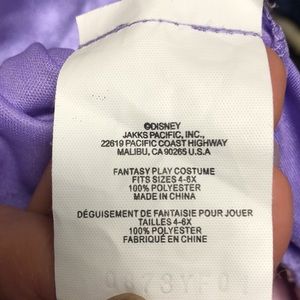 ©DISNEY
JAKKS PACIFIC, INC.,
22619 PACIFIC COAST HIGHWAY
MALIBU, CA 90265 U.S.A
FANTASY PLAY COSTUME
FITS SIZES 4-6X
100% POLYESTER
MADE IN CHINA
DÉGUISEMENT DE FANTAISIE POUR JOUER
TAILLES 4-6X
100% POLYESTER
FABRIQUÉ EN CHINE